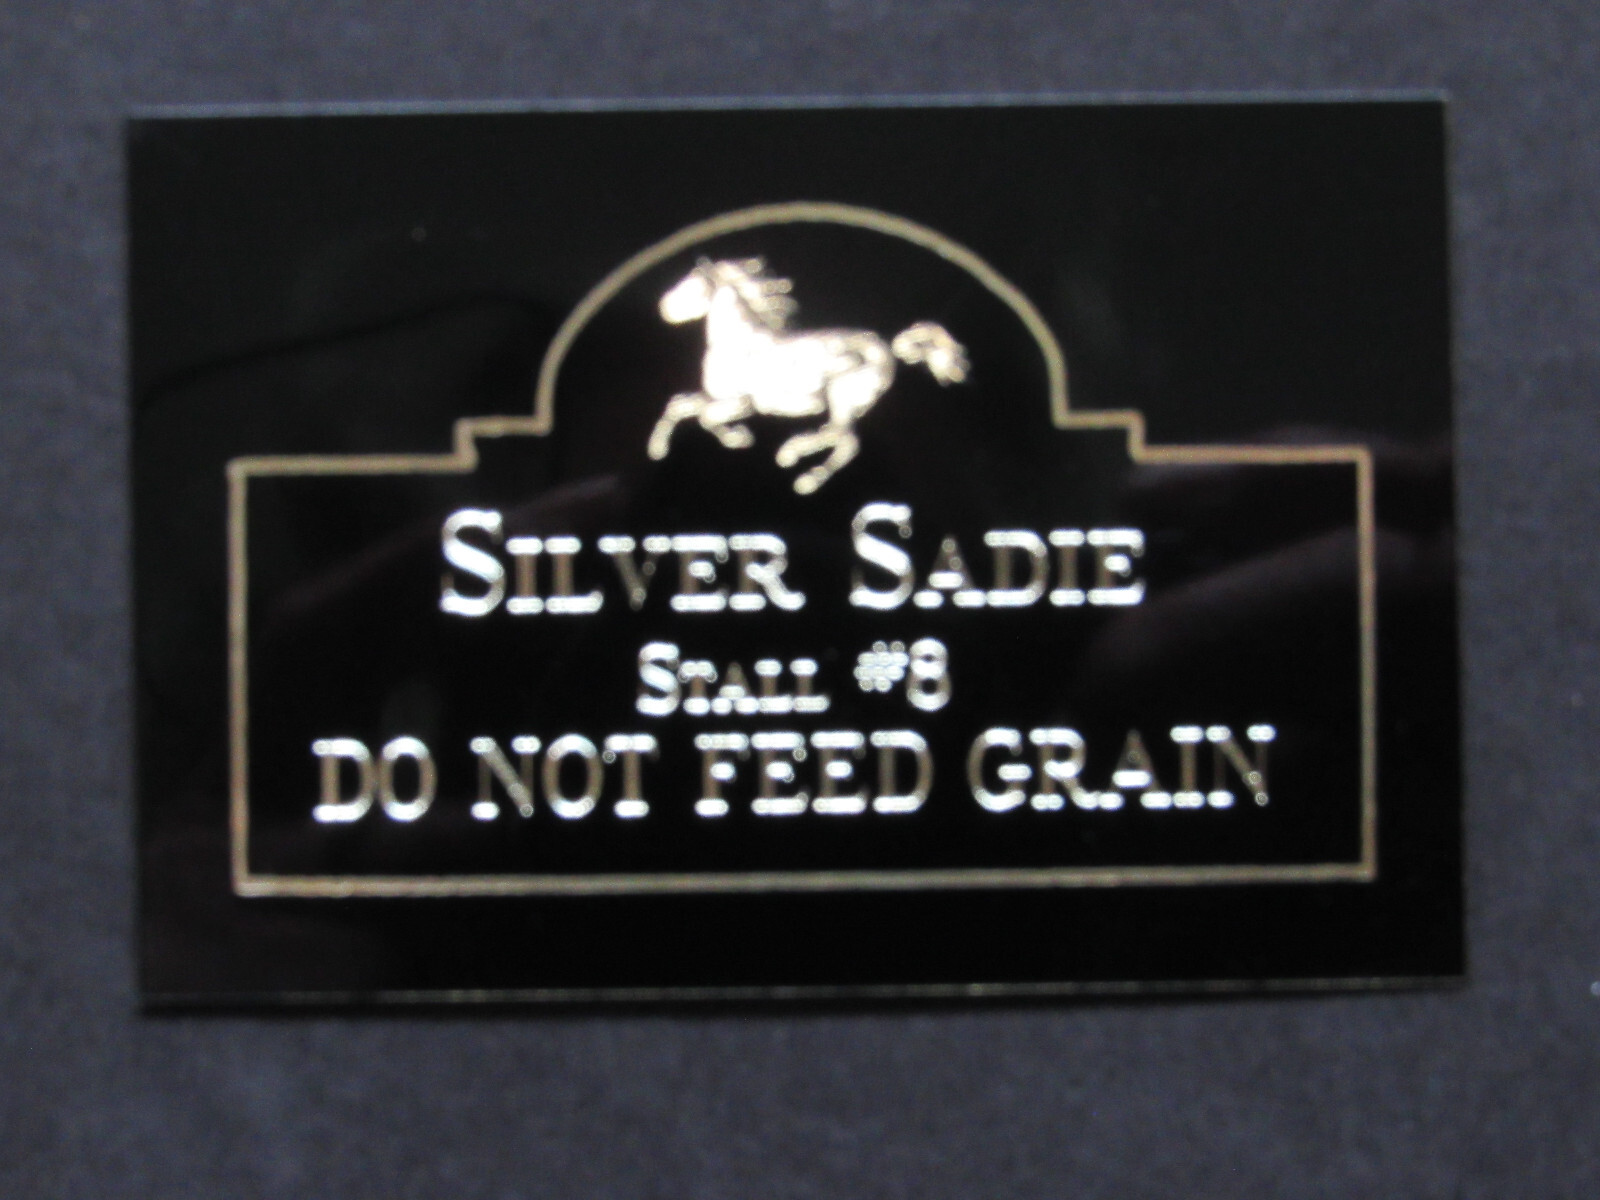 Silver Sadie
Stall #8
DO NOT FEED GRAIN